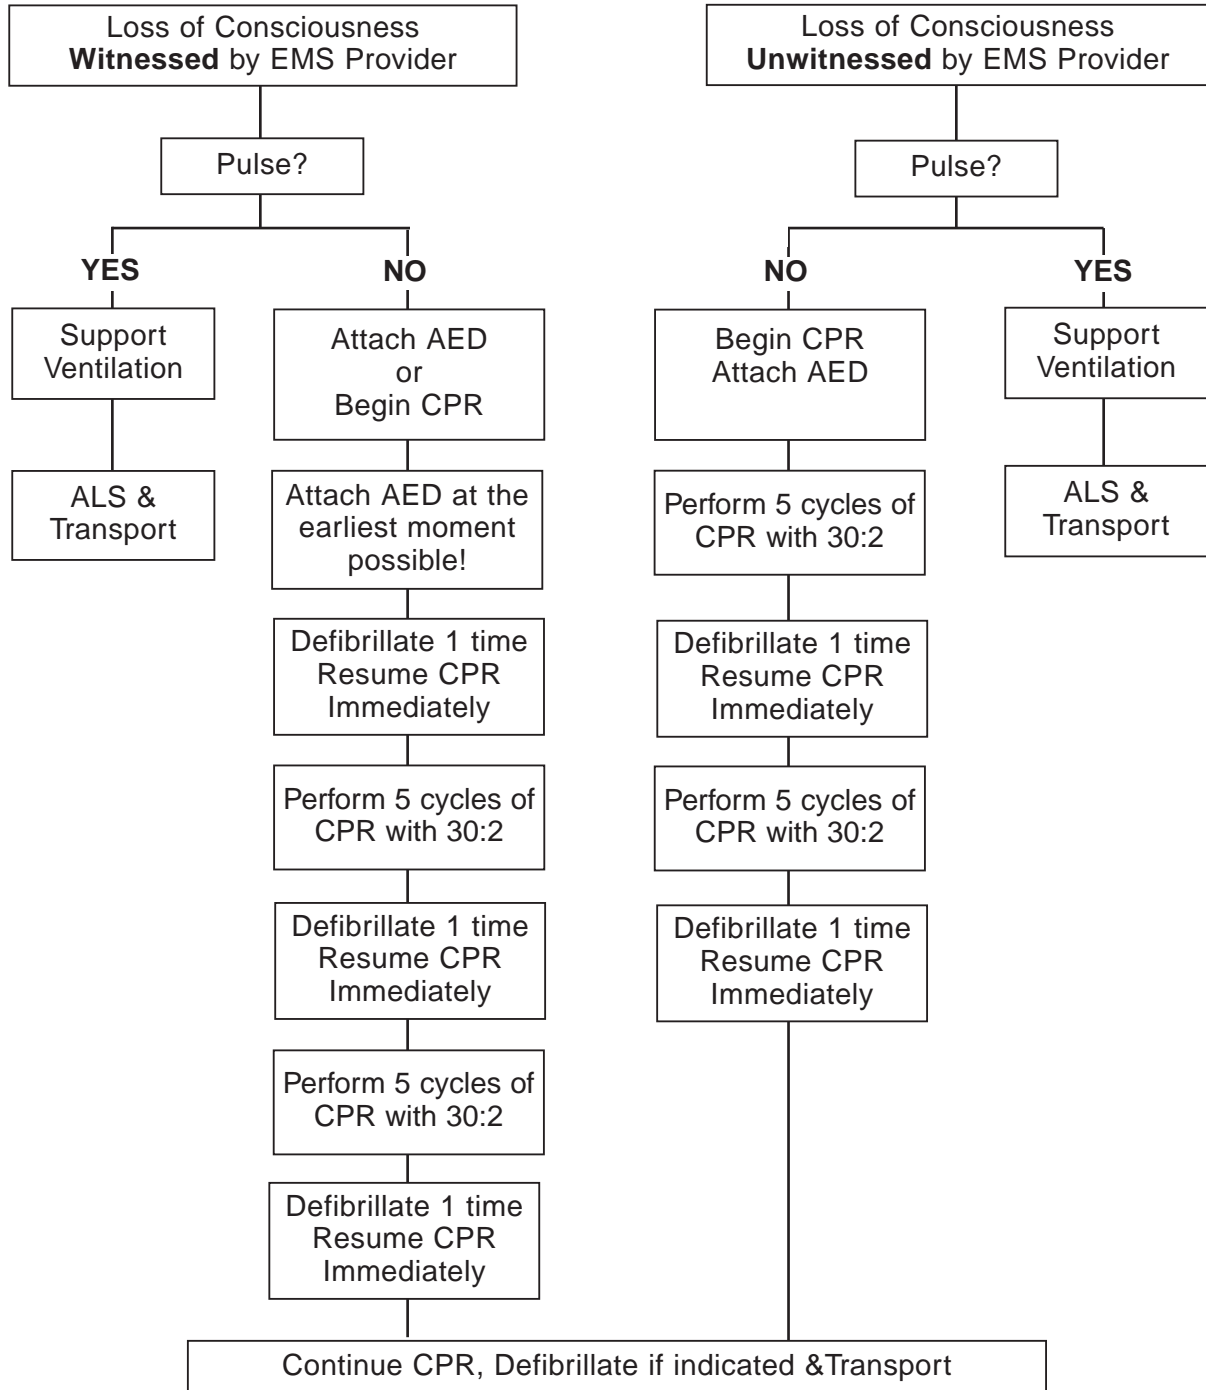 Loss of Consciousness
Witnessed by EMS Provider
Pulse?
YES
Support
Ventilation
ALS &
Transport
NO
Attach AED
or
Begin CPR
Attach AED at the
earliest moment
possible!
Defibrillate 1 time
Resume CPR
Immediately
Perform 5 cycles of
CPR with 30:2
Defibrillate 1 time
Resume CPR
Immediately
Perform 5 cycles of
CPR with 30:2
Defibrillate 1 time
Resume CPR
Immediately
Loss of Consciousness
Unwitnessed by EMS Provider
Pulse?
NO
Begin CPR
Attach AED
Perform 5 cycles of
CPR with 30:2
Defibrillate 1 time
Resume CPR
Immediately
Perform 5 cycles of
CPR with 30:2
Defibrillate 1 time
Resume CPR
Immediately
YES
Support
Ventilation
ALS &
Transport
Continue CPR, Defibrillate if indicated &Transport